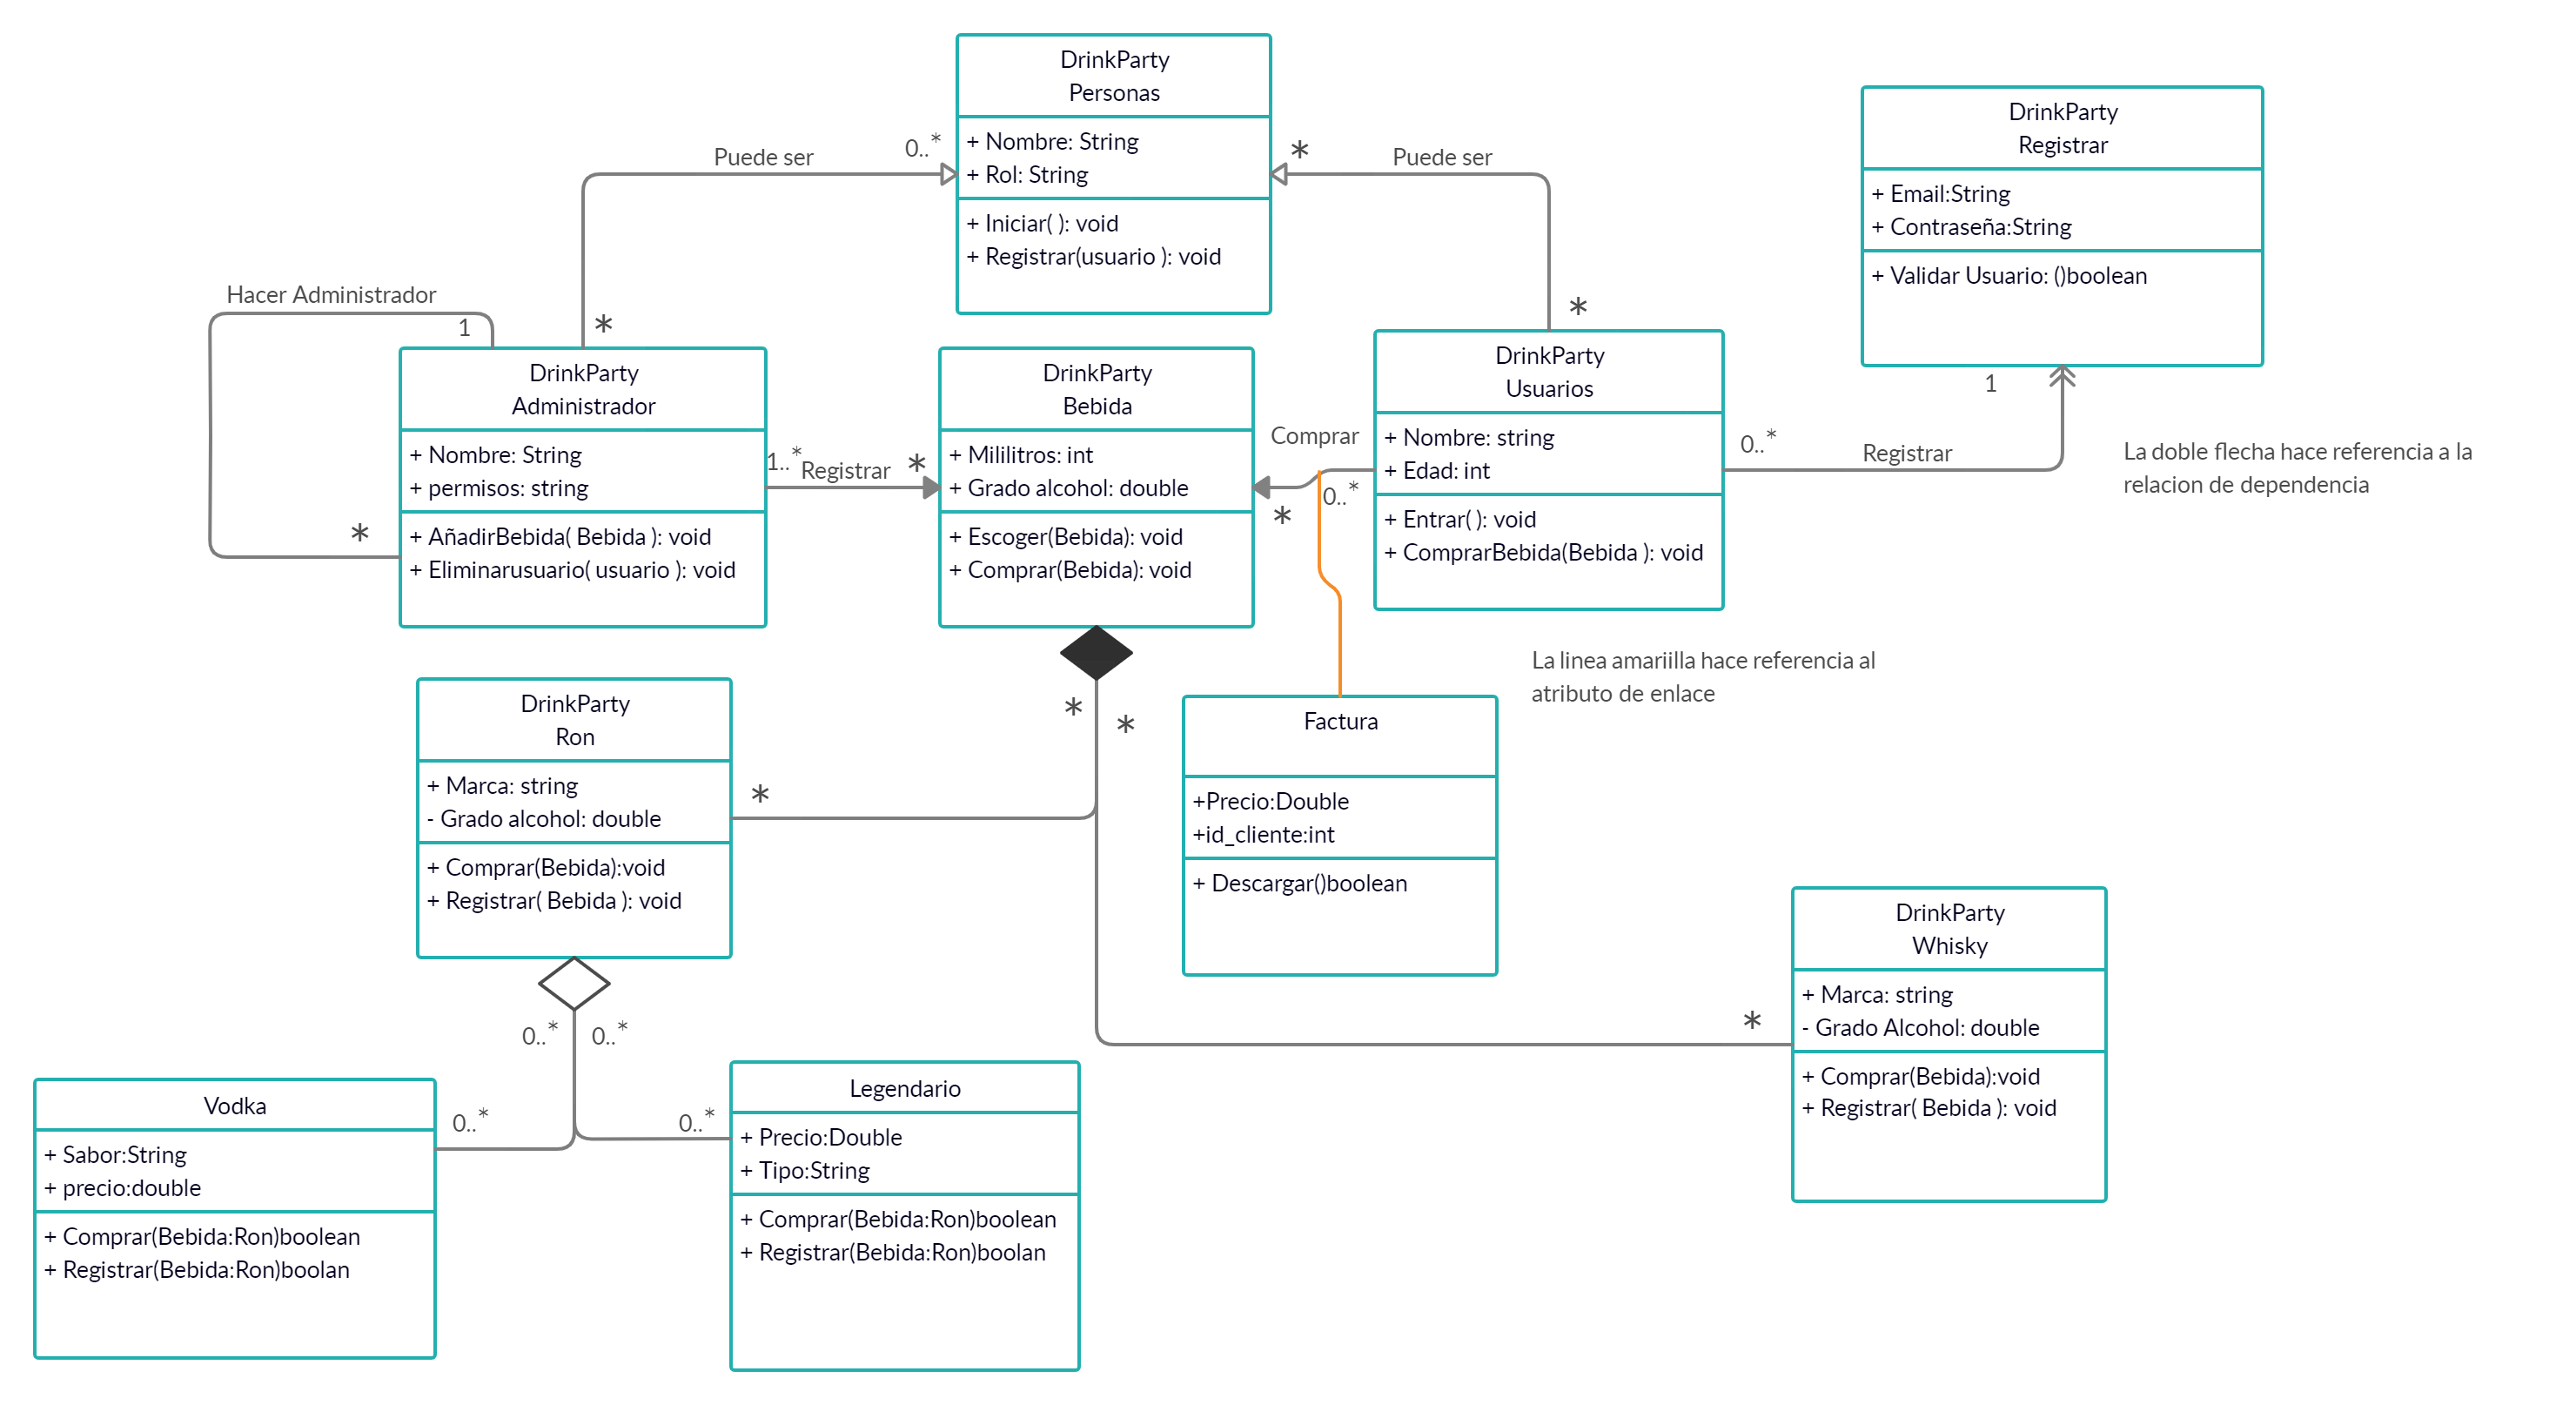 DrinkParty
Personas
+ Nombre: String
+ Rol: String
+ Iniciar( ): void
+ Registrar(usuario ): void
Puede ser
0..*
*
*
Puede ser
*
DrinkParty
Registrar
+ Email:String
+ Contraseña:String
+ Validar Usuario: ()boolean
Hacer Administrador
1
*
DrinkParty
Administrador
+ Nombre: String
+ permisos: string
+ AñadirBebida( Bebida ): void
+ Eliminarusuario( usuario ): void
1..*
Registrar
*
DrinkParty
Bebida
+ Mililitros: int
+ Grado alcohol: double
+ Escoger(Bebida): void
+ Comprar(Bebida): void
Comprar
0..*
*
DrinkParty
Usuarios
+ Nombre: string
+ Edad: int
+ Entrar( ): void
+ ComprarBebida(Bebida ): void
0..*
Registrar
1
La doble flecha hace referencia a la
relacion de dependencia
La linea amariilla hace referencia al
atributo de enlace
DrinkParty
Ron
+ Marca: string
- Grado alcohol: double
+ Comprar(Bebida):void
+ Registrar( Bebida ): void
*
*
*
Factura
+Precio:Double
+id_cliente:int
+ Descargar()boolean
DrinkParty
Whisky
+ Marca: string
- Grado Alcohol: double
+ Comprar(Bebida):void
+ Registrar( Bebida ): void
*
0..*
0..*
0..*
0..*
Vodka
+ Sabor:String
+ precio:double
+ Comprar(Bebida:Ron)boolean
+ Registrar(Bebida:Ron)boolan
Legendario
+ Precio:Double
+ Tipo:String
+ Comprar(Bebida:Ron)boolean
+ Registrar(Bebida:Ron)boolan